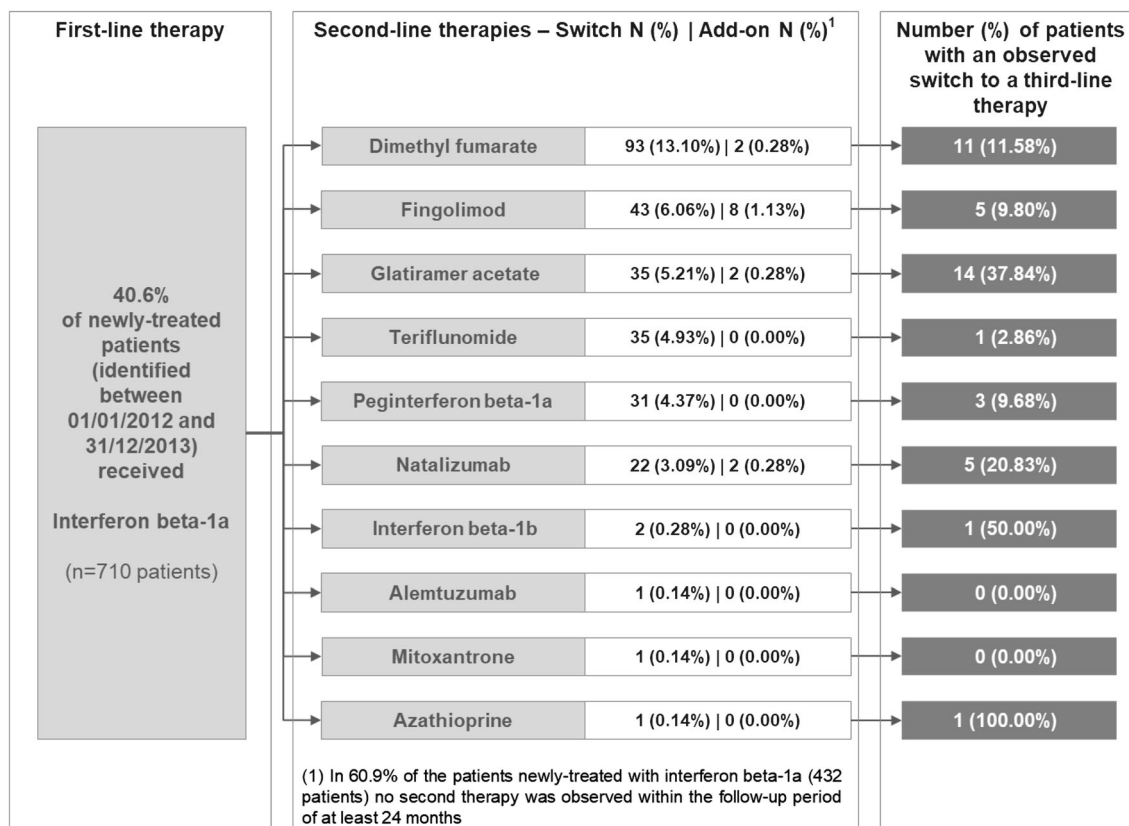 First-line therapy
40.6%
of newly-treated
patients
(identified
between
01/01/2012 and
31/12/2013)
received
Interferon beta-1a
(n=710 patients)
Second-line therapies – Switch N (%) | Add-on N (%)1
Dimethyl fumarate 93 (13.10%) | 2 (0.28%)
Fingolimod 43 (6.06%) | 8 (1.13%)
Glatiramer acetate 35 (5.21%) | 2 (0.28%)
Teriflunomide 35 (4.93%) | 0 (0.00%)
Peginterferon beta-1a 31 (4.37%) | 0 (0.00%)
Natalizumab 22 (3.09%) | 2 (0.28%)
Interferon beta-1b 2 (0.28%) | 0 (0.00%)
Alemtuzumab 1 (0.14%) | 0 (0.00%)
Mitoxantrone 1 (0.14%) | 0 (0.00%)
Azathioprine 1 (0.14%) | 0 (0.00%)
(1) In 60.9% of the patients newly-treated with interferon beta-1a (432
patients) no second therapy was observed within the follow-up period
of at least 24 months
Number (%) of patients
with an observed
switch to a third-line
therapy
11 (11.58%)
5 (9.80%)
14 (37.84%)
1 (2.86%)
3 (9.68%)
5 (20.83%)
1 (50.00%)
0 (0.00%)
0 (0.00%)
1 (100.00%)